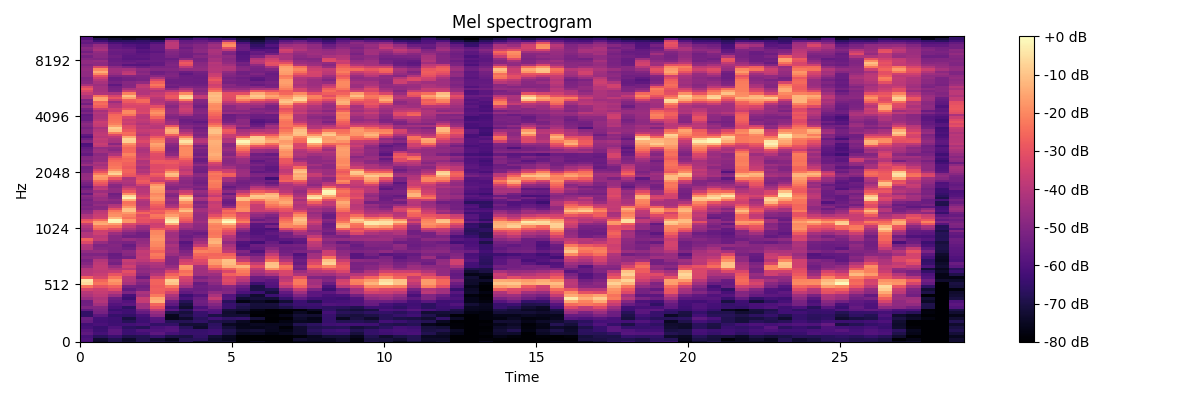 Mel spectrogram
8192
4096
2048
1024
512
0
Hz
0 5 10 15 20 25
Time
+0 dB
-10 dB
-20 dB
-30 dB
-40 dB
-50 dB
-60 dB
-70 dB
-80 dB